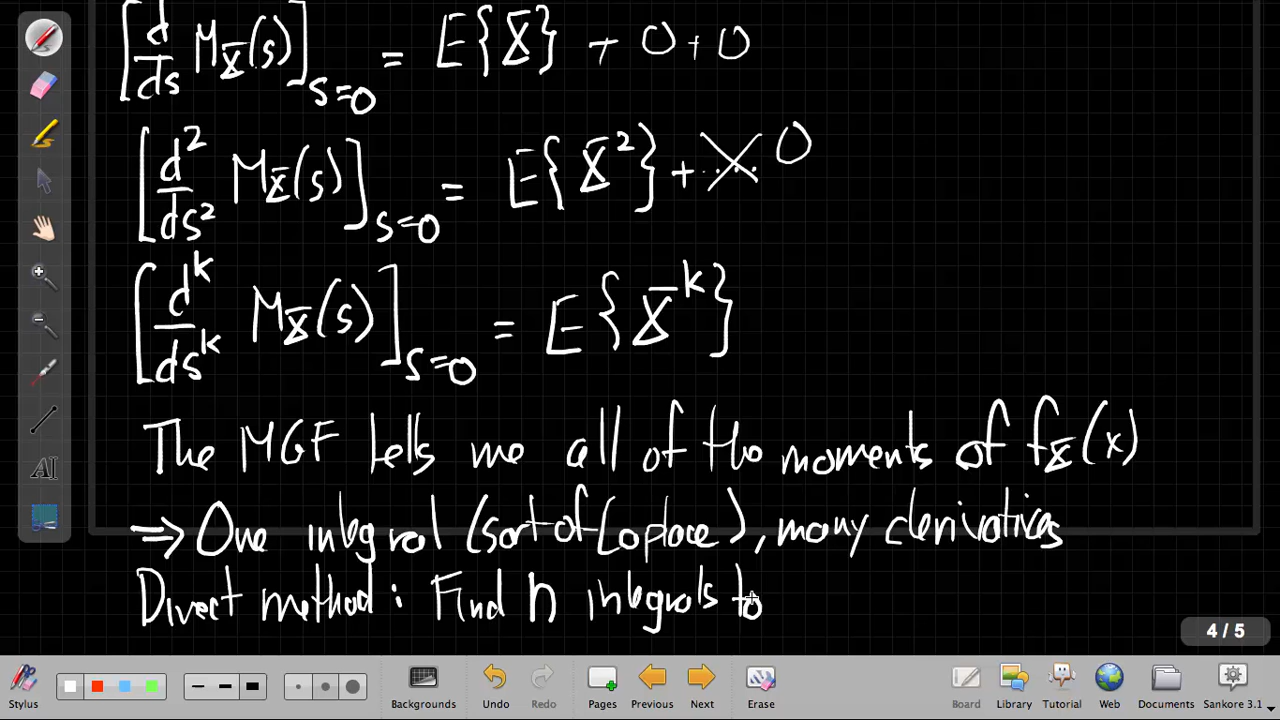 [d/ds M_X̄(s)]_{s=0} = E{X̄} + 0 + 0
[d²/ds² M_X̄(s)]_{s=0} = E{X̄²} + ... 0
[d^k/ds^k M_X̄(s)]_{s=0} = E{X̄^k}
The MGF tells me all of the moments of f_X̄(x)
⇒ One integral (sort-of Laplace), many derivatives
Direct method: Find n integrals to
4 / 5
Stylus Backgrounds Undo Redo Pages Previous Next Erase Board Library Tutorial Web Documents Sankore 3.1